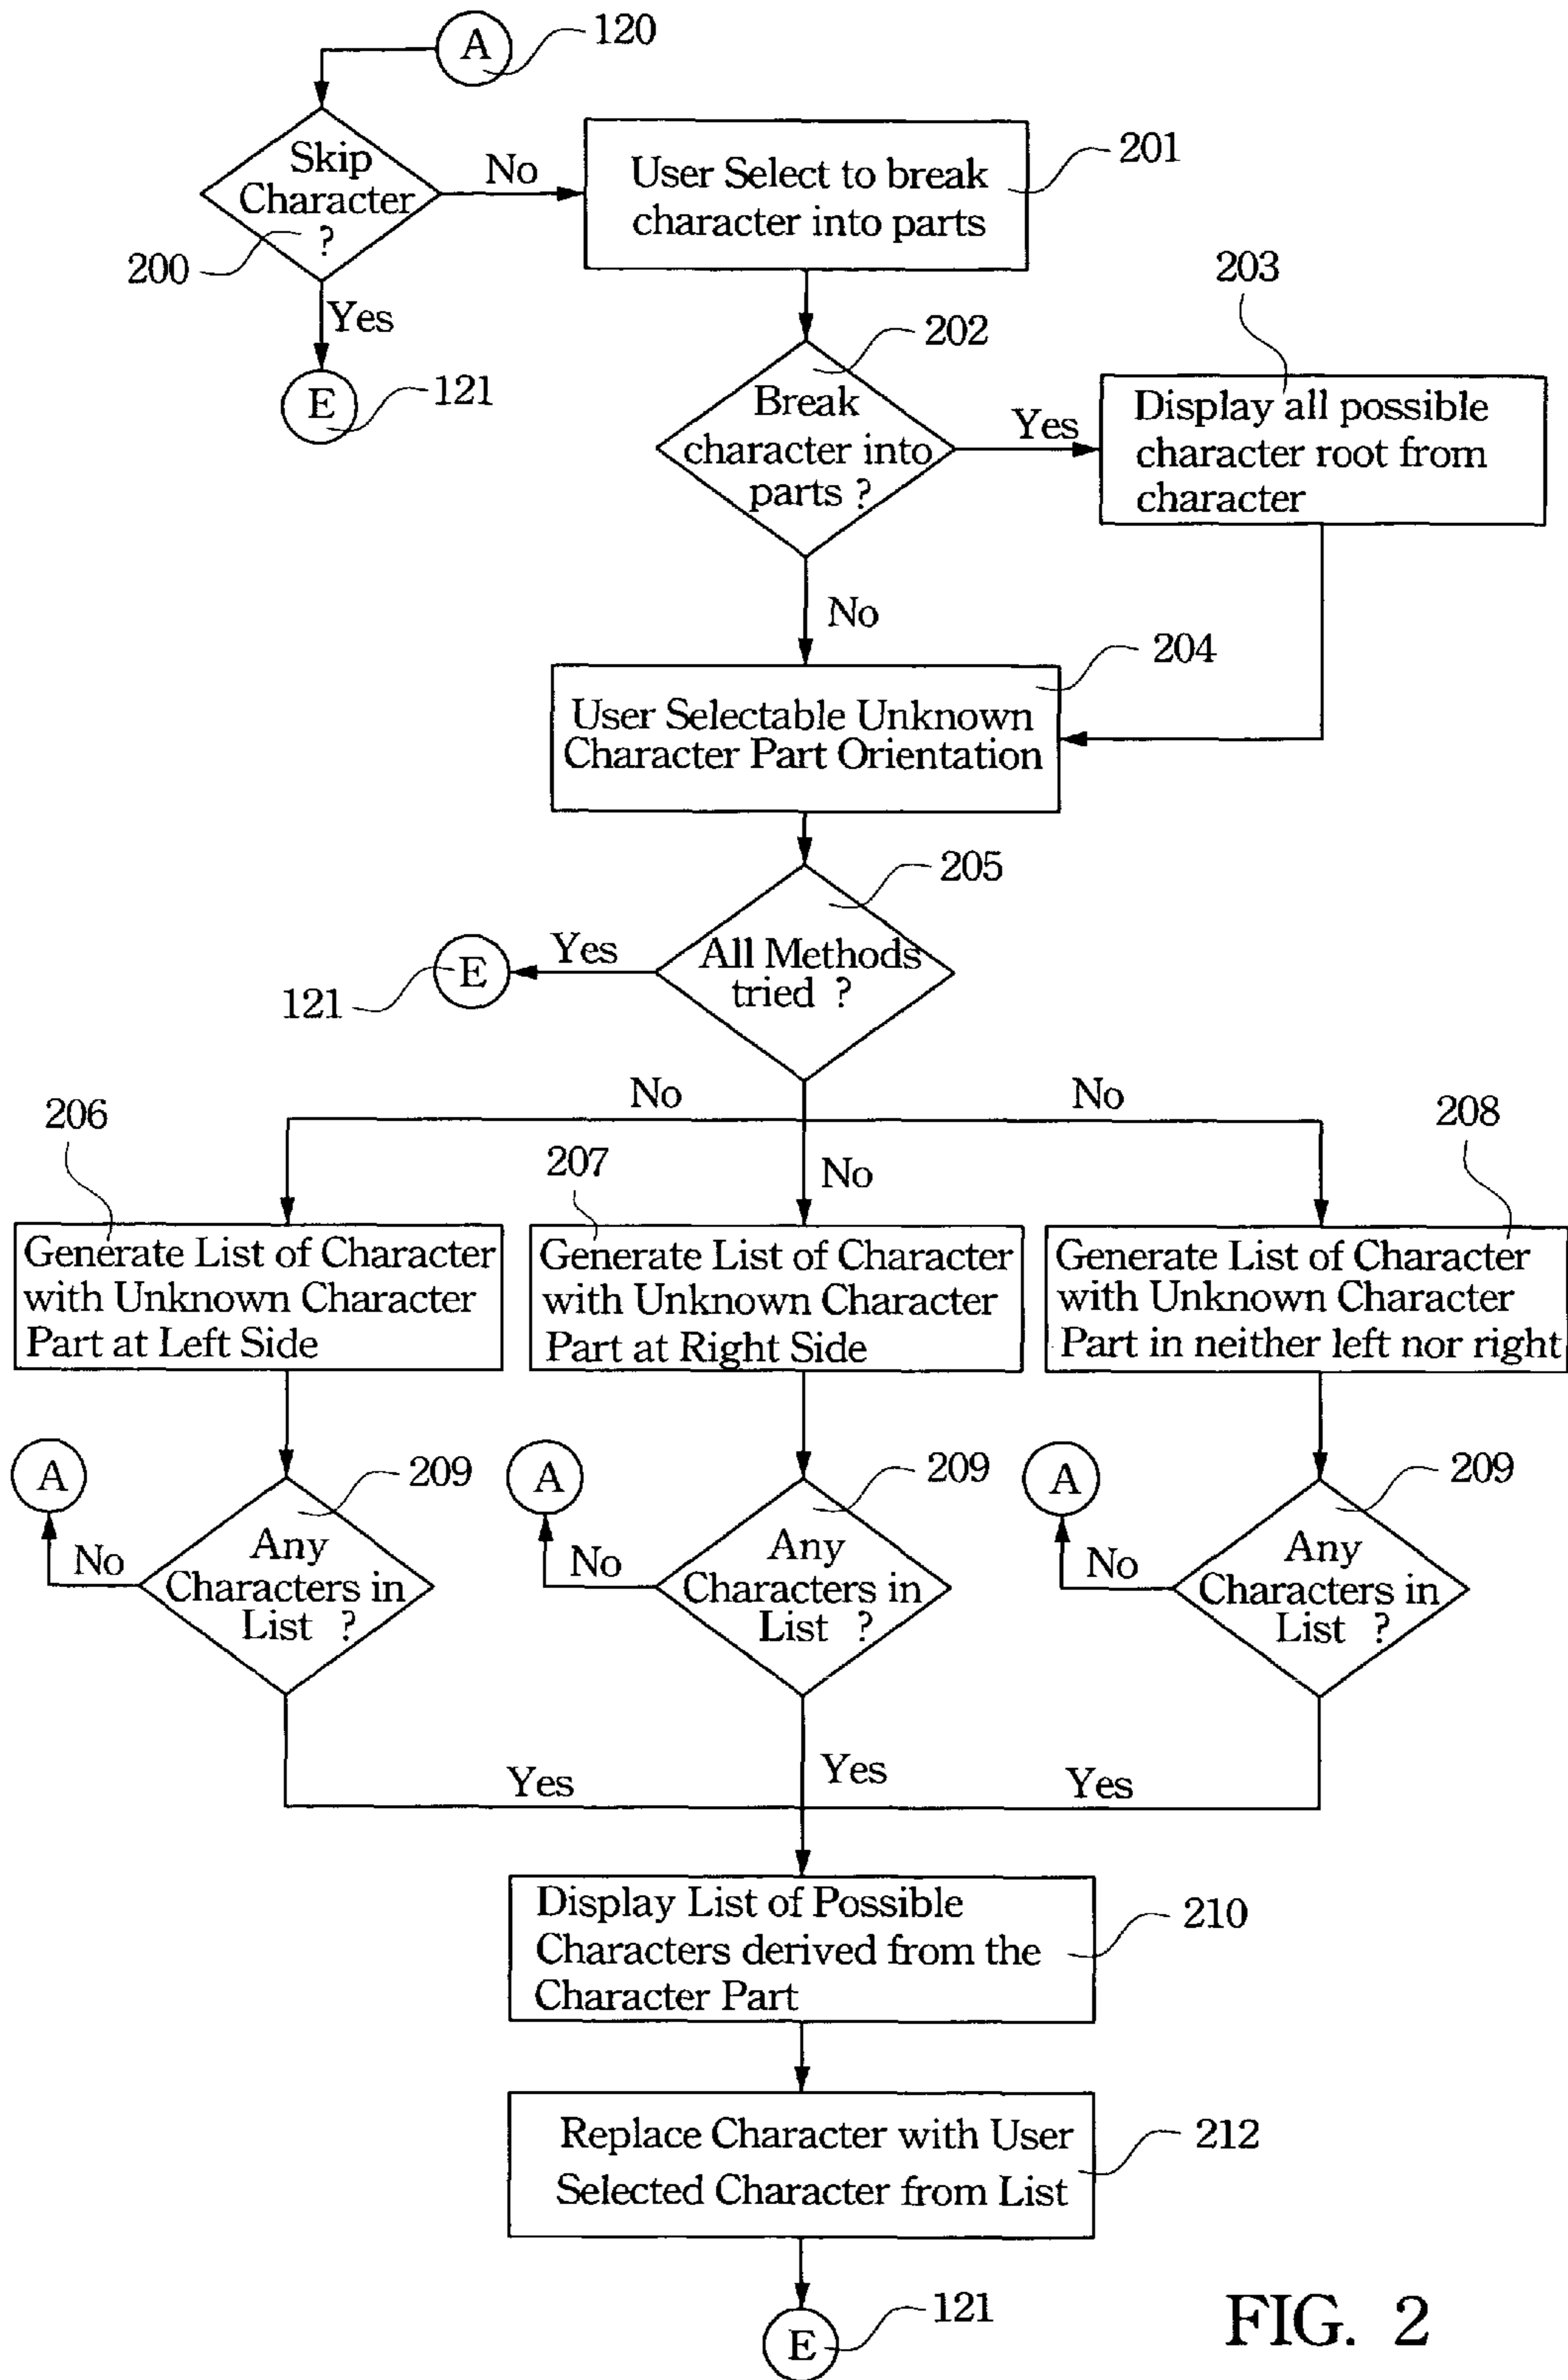 A
120
Skip
Character
?
200
No
User Select to break
character into parts
201
Yes
E
121
202
Break
character into
parts ?
Yes
203
Display all possible
character root from
character
No
204
User Selectable Unknown
Character Part Orientation
205
All Methods
tried ?
Yes
E
121
No
No
No
206
Generate List of Character
with Unknown Character
Part at Left Side
207
Generate List of Character
with Unknown Character
Part at Right Side
208
Generate List of Character
with Unknown Character
Part in neither left nor right
A
No
209
Any
Characters in
List ?
A
No
209
Any
Characters in
List ?
A
No
209
Any
Characters in
List ?
Yes
Yes
Yes
Display List of Possible
Characters derived from the
Character Part
210
Replace Character with User
Selected Character from List
212
E
121
FIG. 2